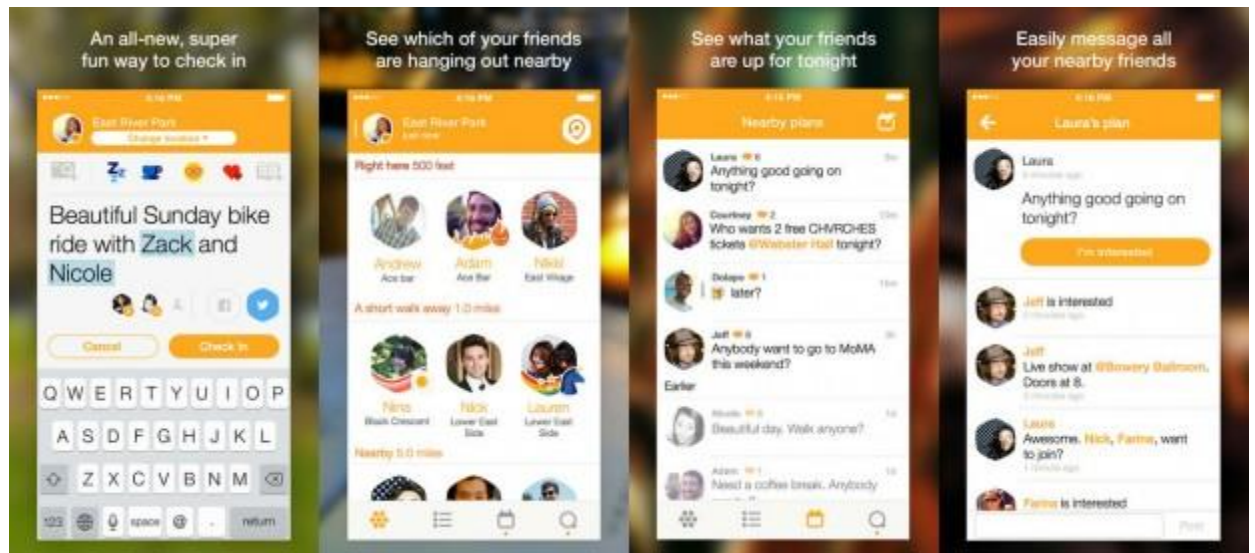 An all-new, super
fun way to check in
East River Park
Change location
Beautiful Sunday bike
ride with Zack and
Nicole
Cancel
Check In
Q W E R T Y U I O P
A S D F G H J K L
Z X C V B N M
123
space
@
.
return
See which of your friends
are hanging out nearby
East River Park
Just now
Right here 500 feet
Andrew
Ace bar
Adam
Ace Bar
Nikki
East Village
A short walk away 1.0 miles
Nina
Black Crescent
Nick
Lower East
Side
Lauren
Lower East
Side
Nearby 5.0 miles
See what your friends
are up for tonight
Nearby plans
Laura 6
Anything good going on
tonight?
Courtney 2
Who wants 2 free CHVRCHES
tickets @Webster Hall tonight?
Dolapo 1
later?
Jeff 6
Anybody want to go to MoMA
this weekend?
Earlier
Beautiful day. Walk anyone?
Adam 1
1d
Need a coffee break. Anybody
Easily message all
your nearby friends
Laura's plan
Laura
Anything good going on
tonight?
I'm interested
Jeff is interested
Jeff
Live show at @Bowery Ballroom.
Doors at 8.
Laura
Awesome. Nick, Farina, want
to join?
Farina is interested
Post